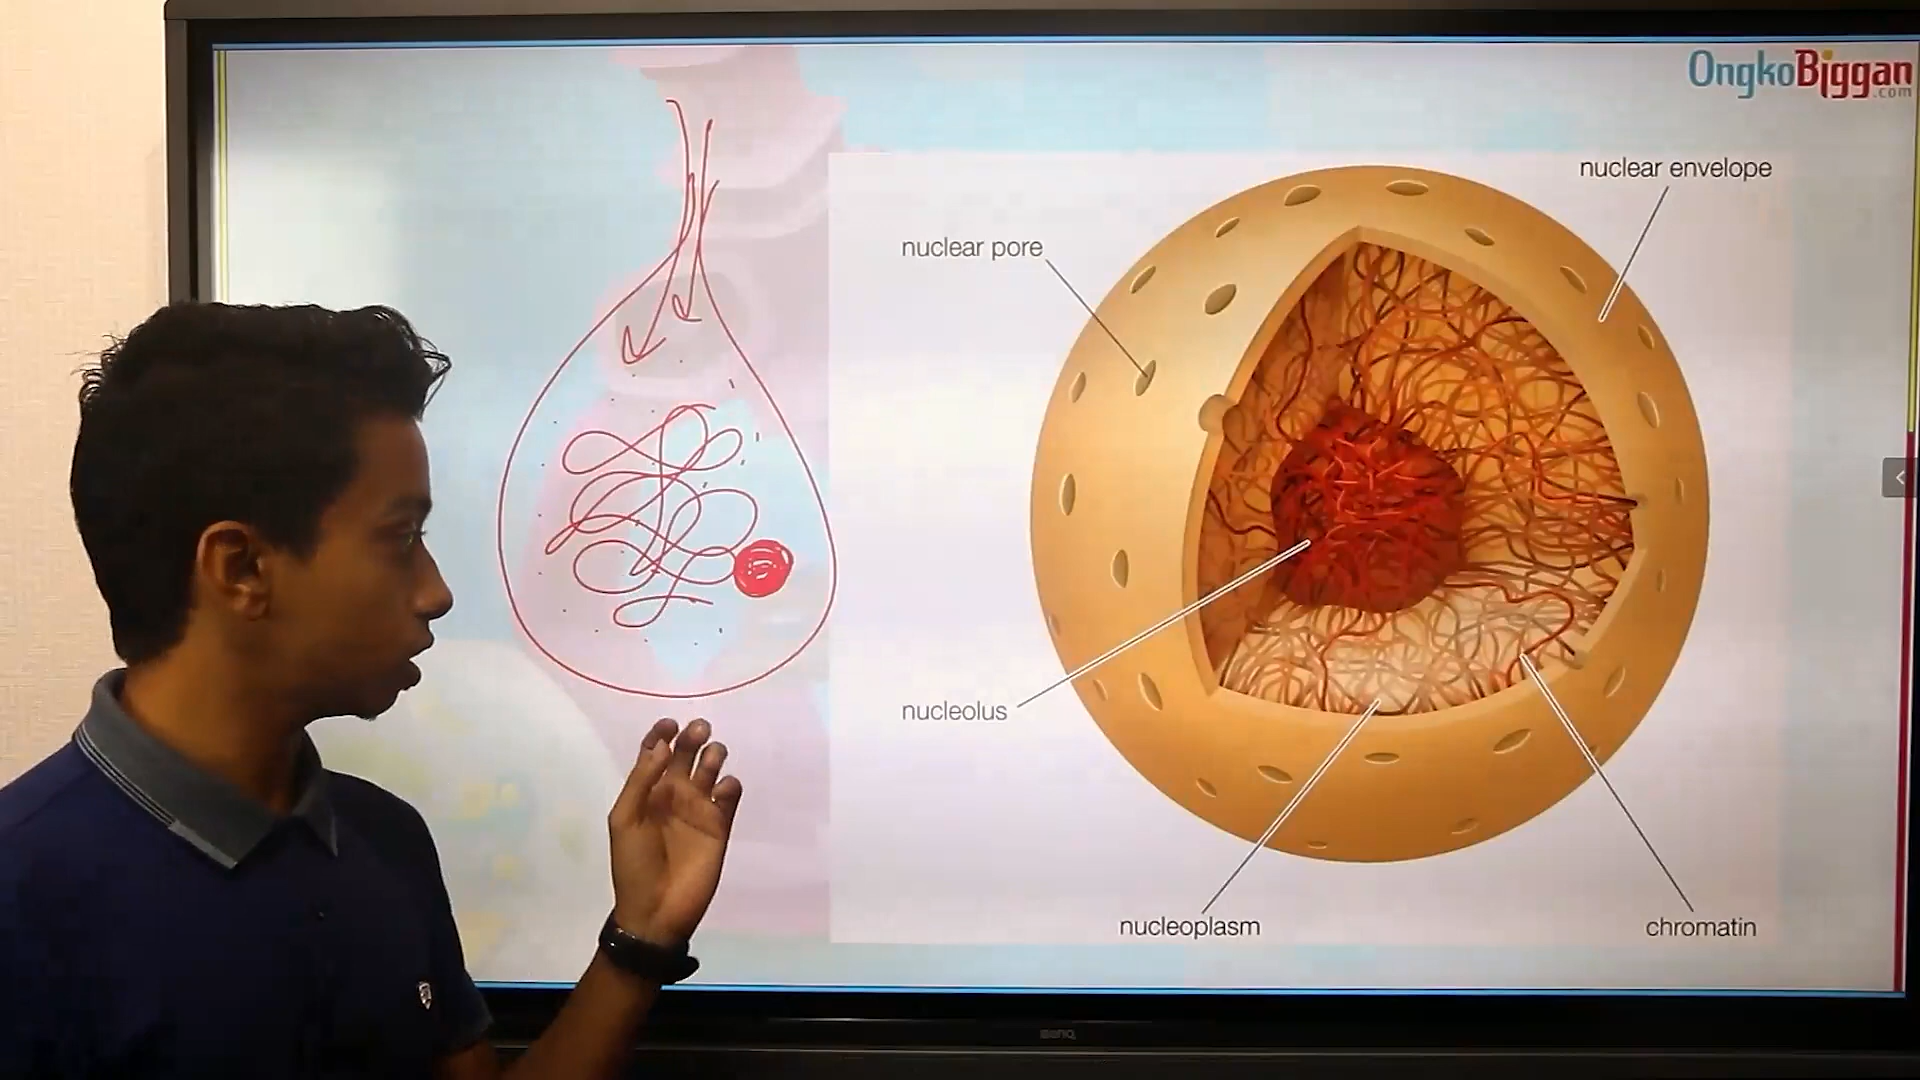 OngkoBiggan
.com
nuclear envelope
nuclear pore
nucleolus
nucleoplasm
chromatin
BenQ